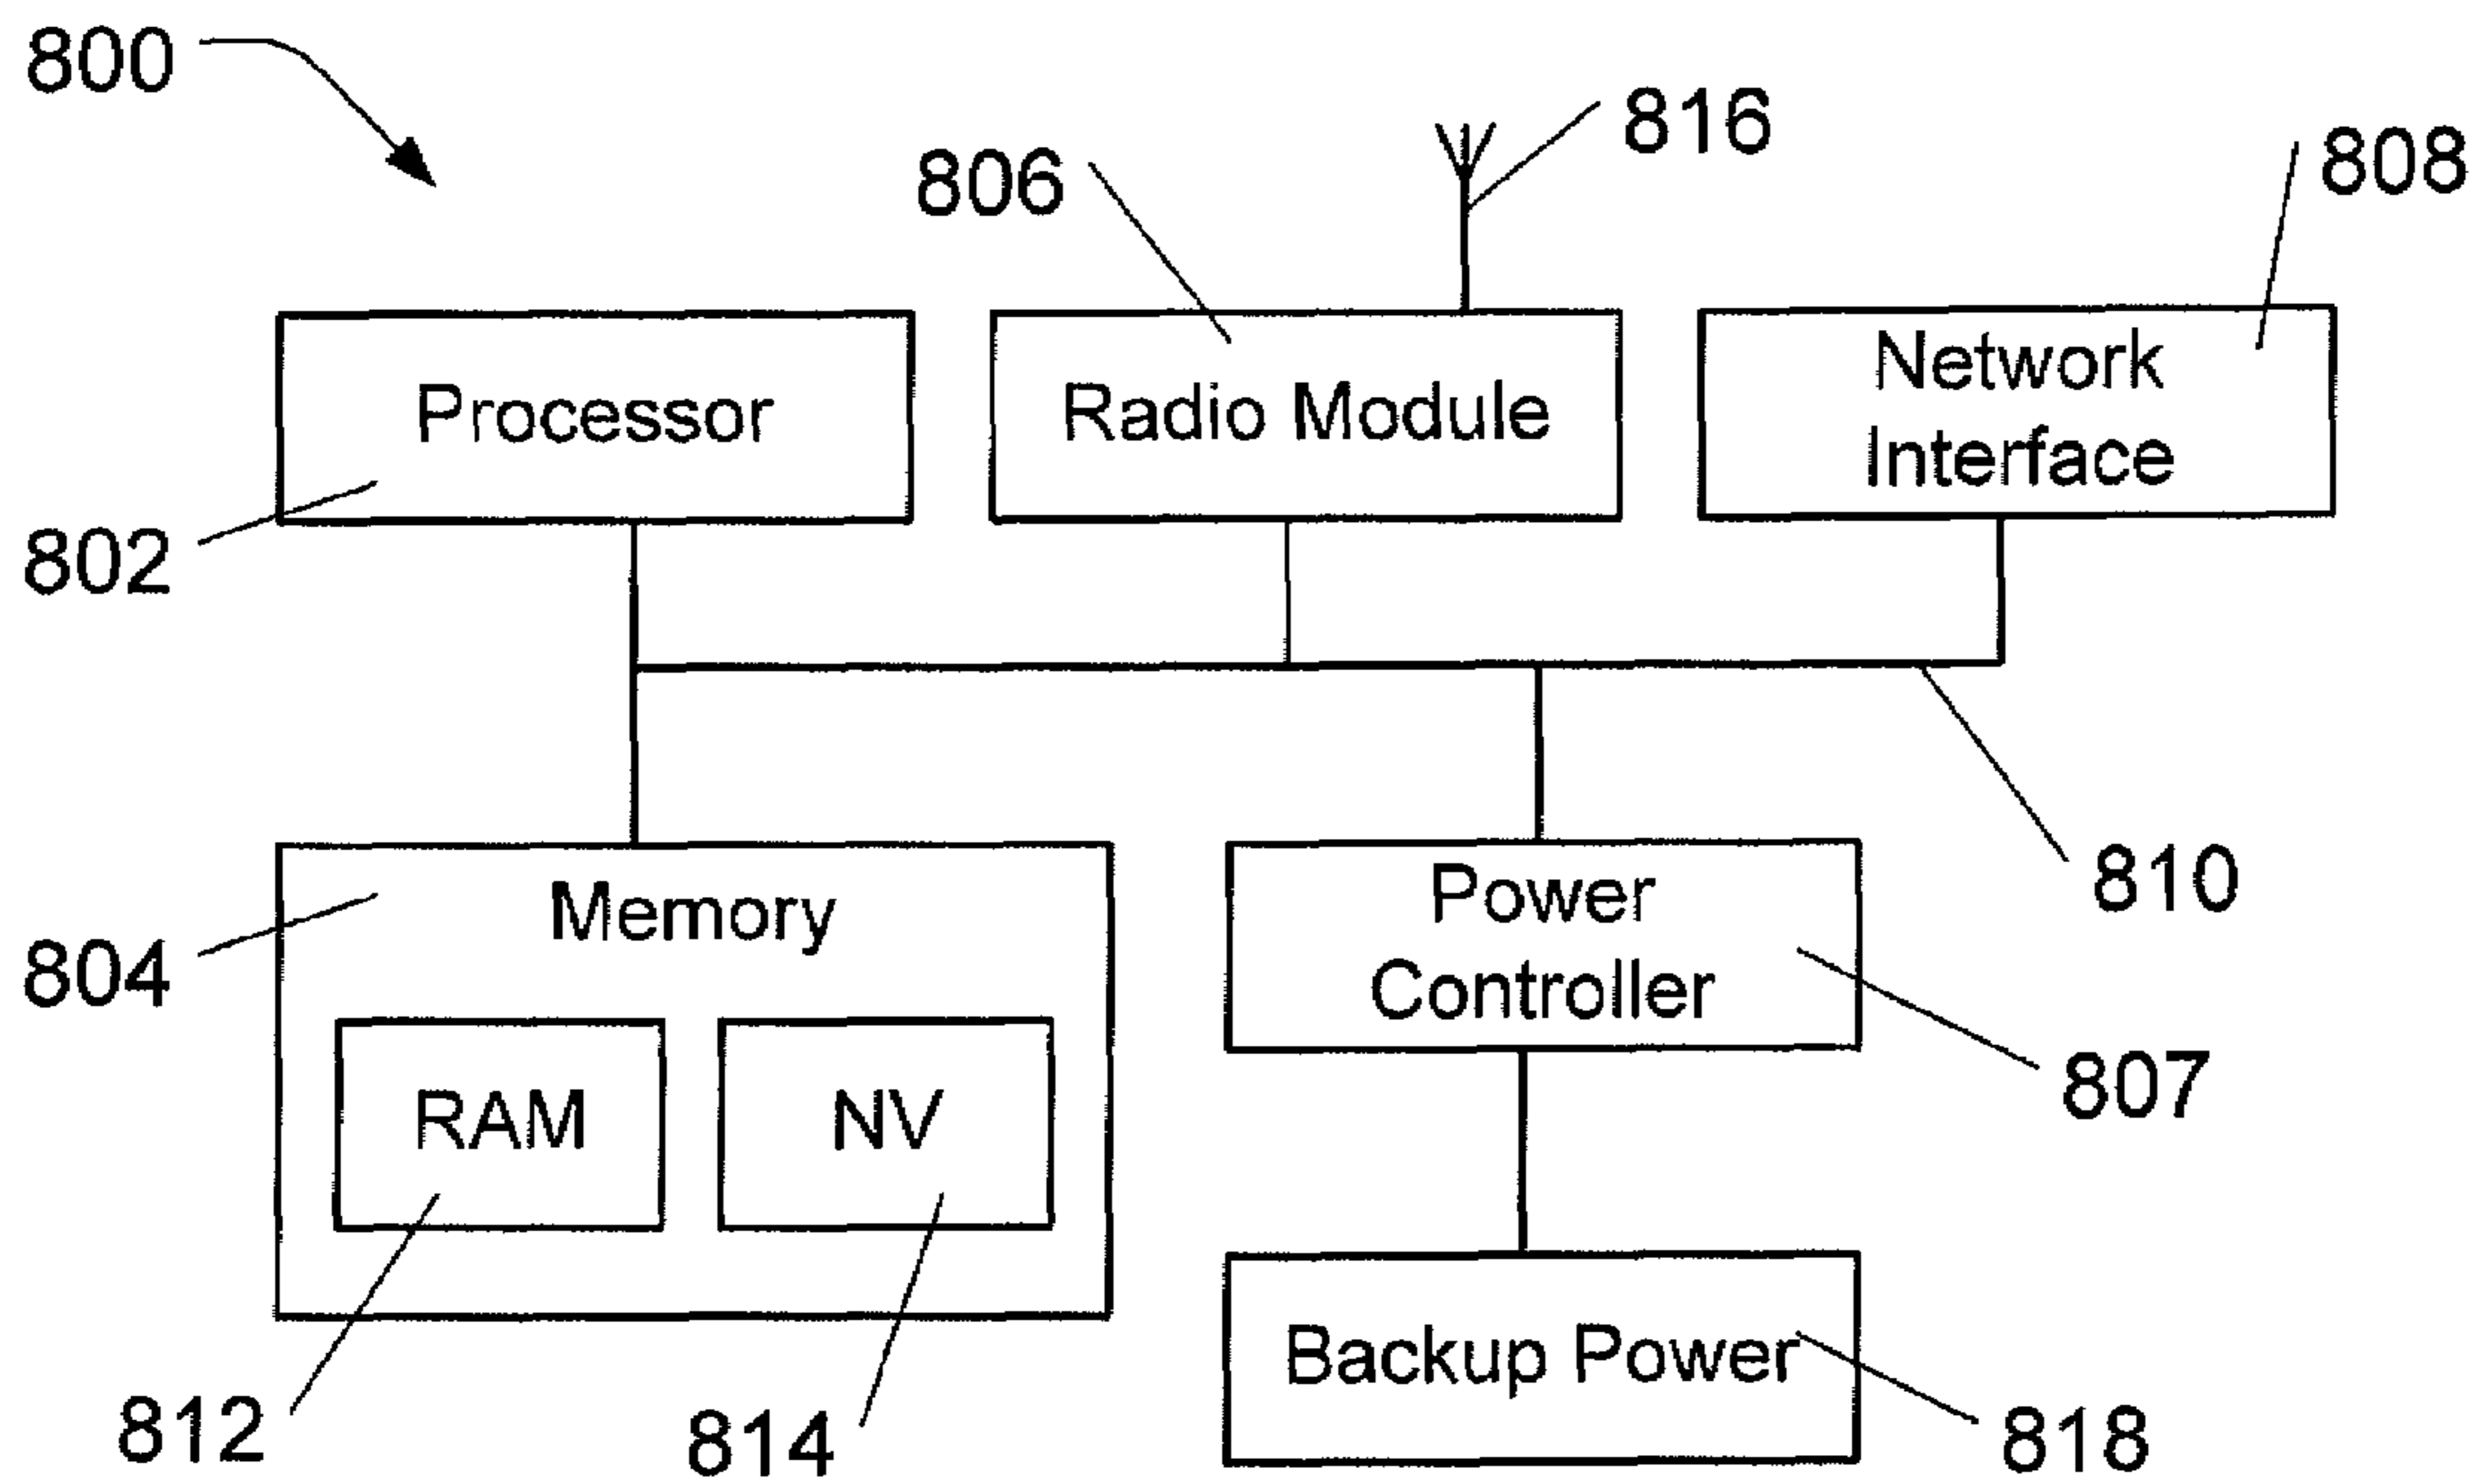 800
816
806
808
Processor
Radio Module
Network
Interface
802
810
Memory
804
Power
Controller
807
RAM
NV
812
814
Backup Power
818